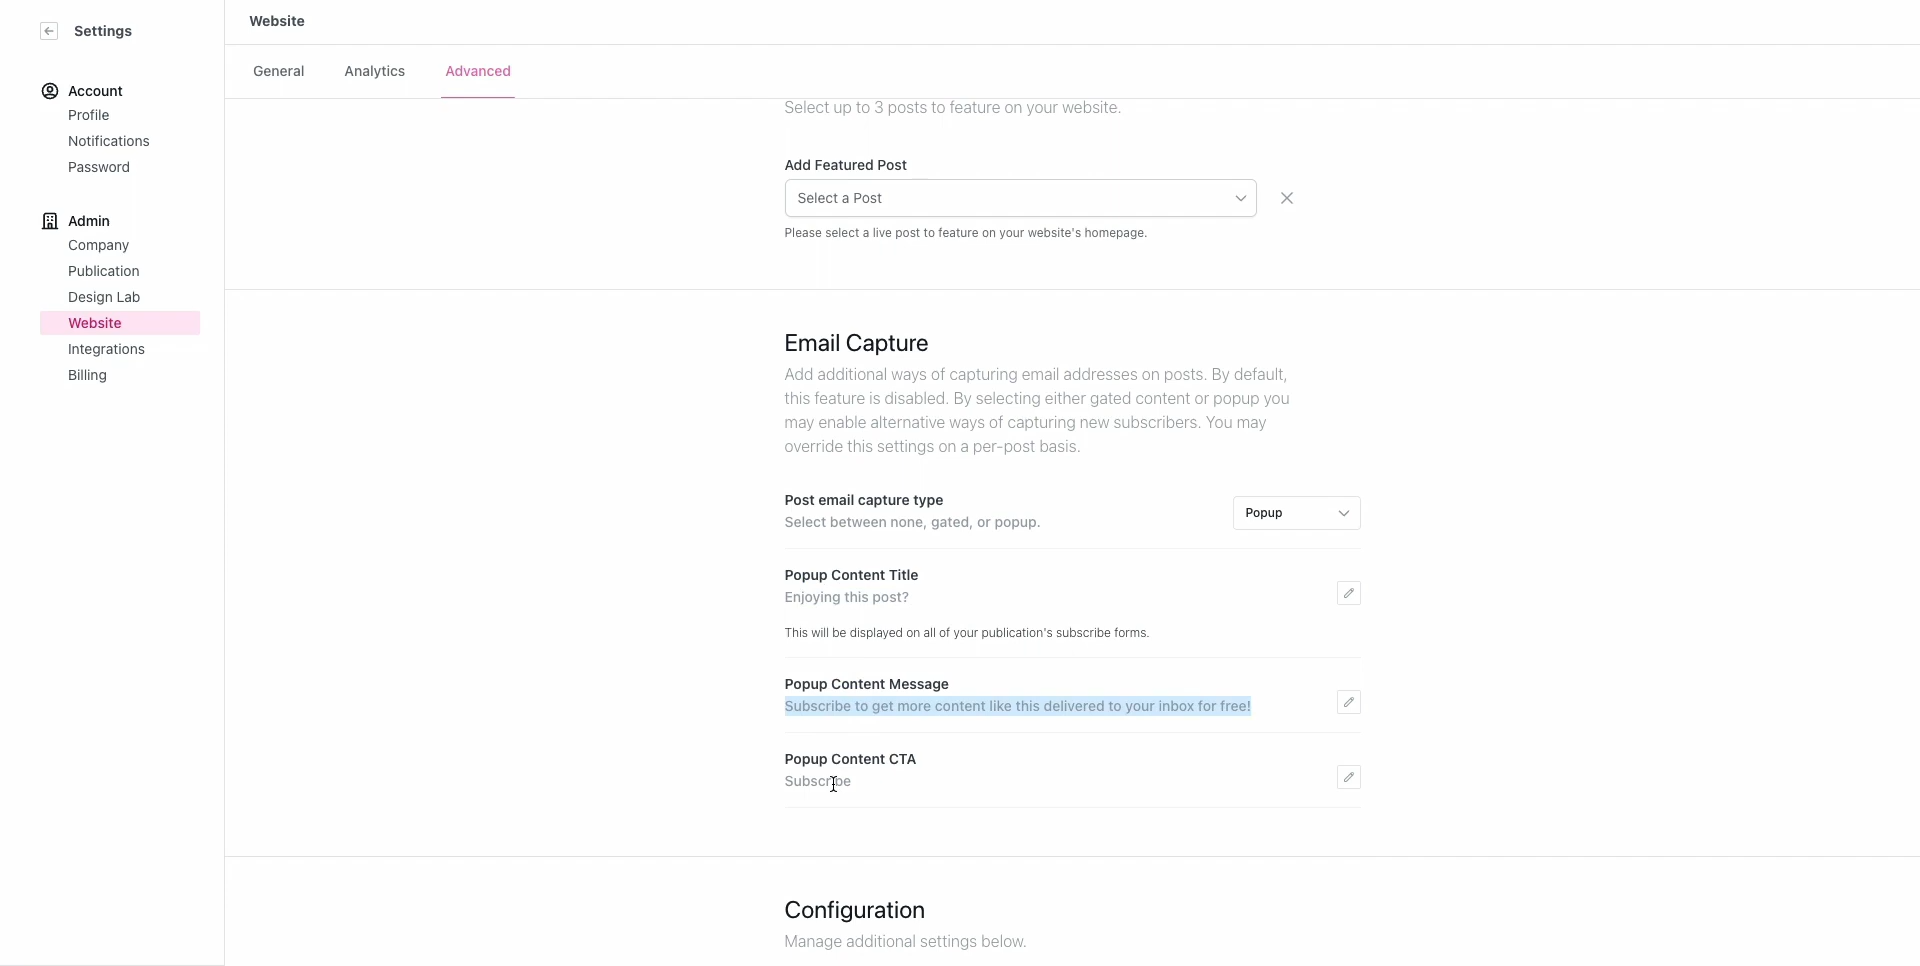 Settings
Account
Profile
Notifications
Password
Admin
Company
Publication
Design Lab
Website
Integrations
Billing
Website
General
Analytics
Advanced
Select up to 3 posts to feature on your website.
Add Featured Post
Select a Post
Please select a live post to feature on your website's homepage.
Email Capture
Add additional ways of capturing email addresses on posts. By default,
this feature is disabled. By selecting either gated content or popup you
may enable alternative ways of capturing new subscribers. You may
override this settings on a per-post basis.
Post email capture type
Select between none, gated, or popup.
Popup
Popup Content Title
Enjoying this post?
This will be displayed on all of your publication's subscribe forms.
Popup Content Message
Subscribe to get more content like this delivered to your inbox for free!
Popup Content CTA
Subscribe
Configuration
Manage additional settings below.